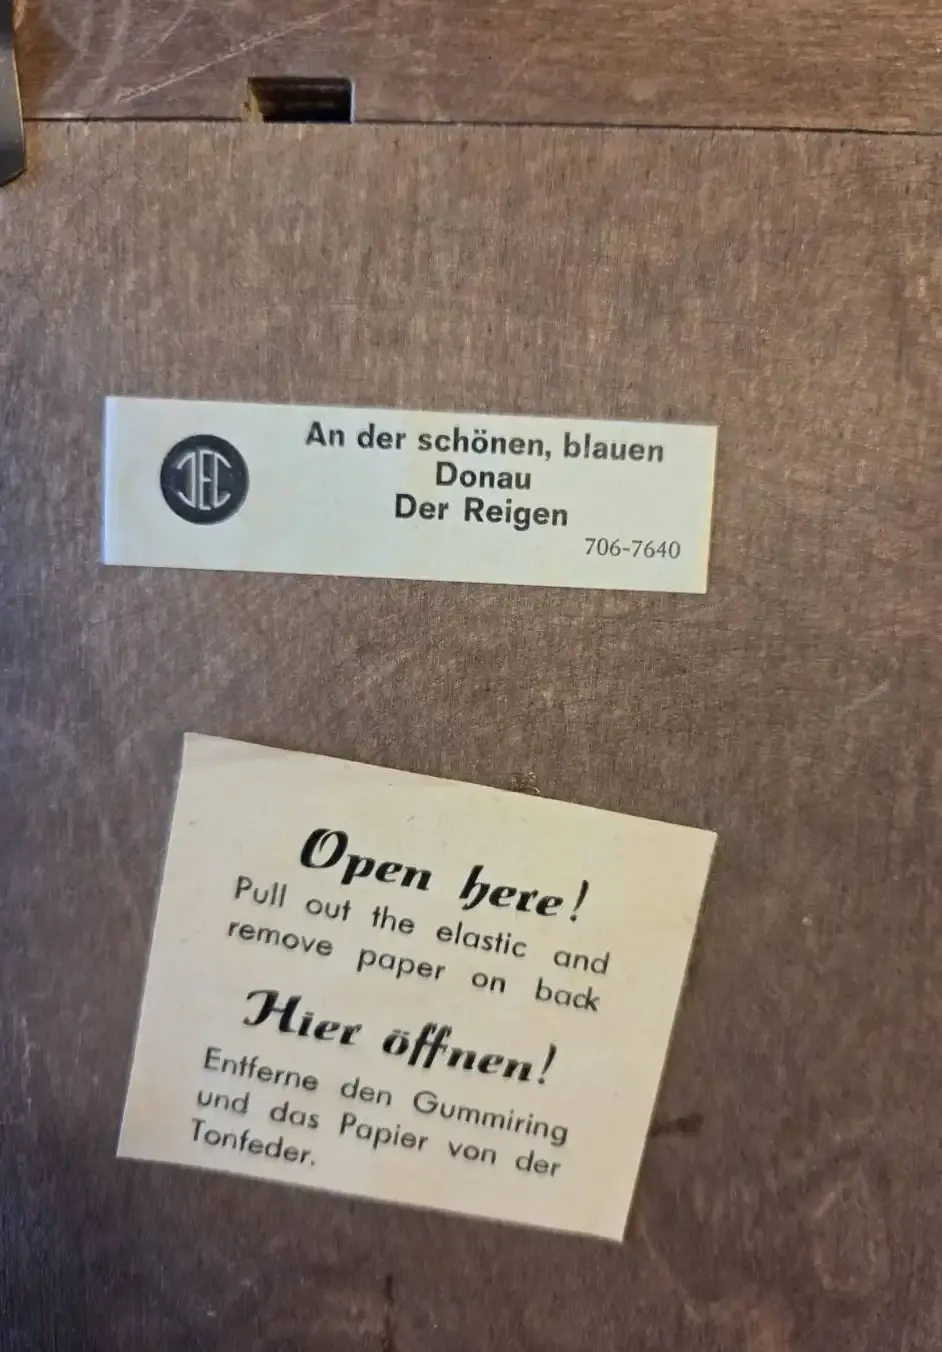 JEC
An der schönen, blauen
Donau
Der Reigen
706-7640
Open here!
Pull out the elastic and
remove paper on back
Hier öffnen!
Entferne den Gummiring
und das Papier von der
Tonfeder.